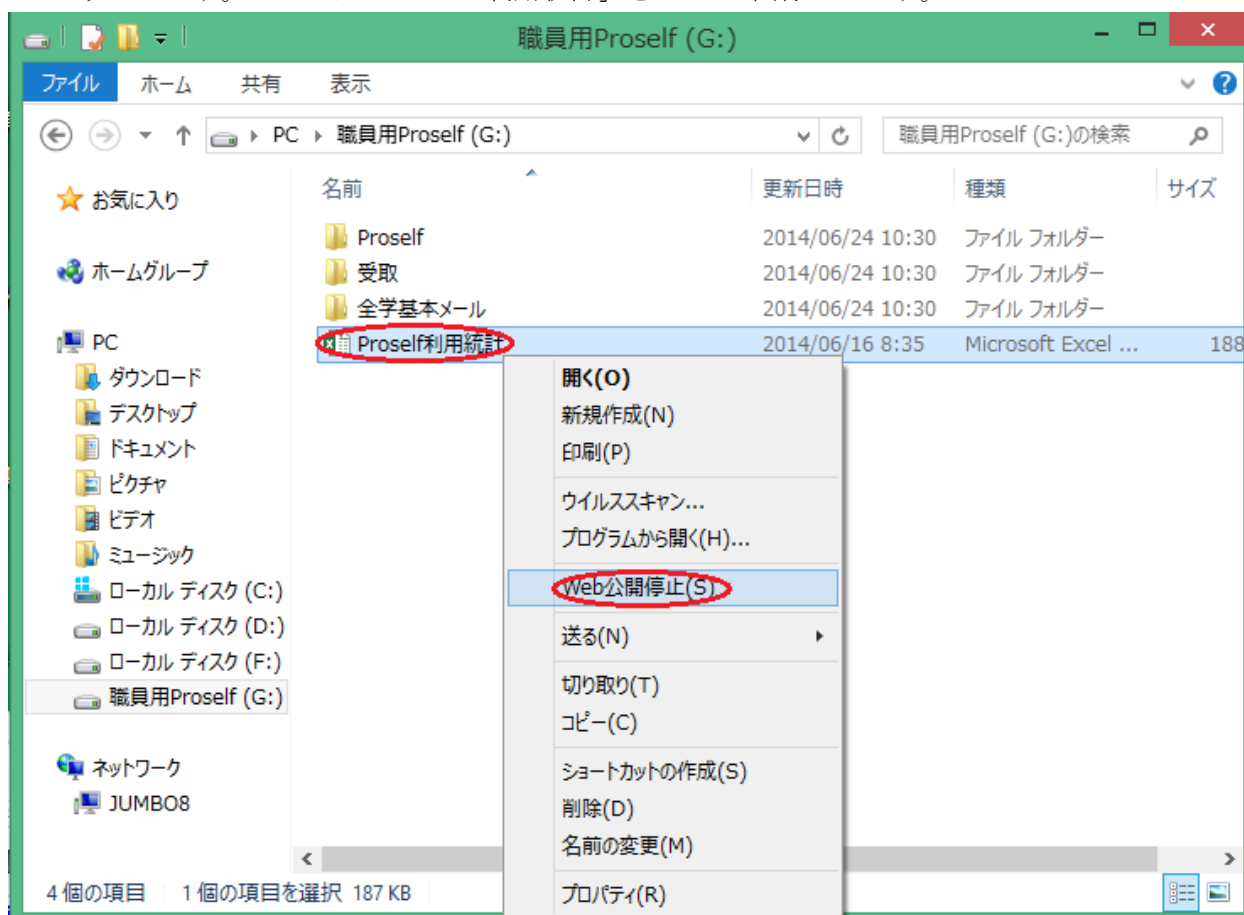 職員用Proself (G:)
ファイル ホーム 共有 表示
PC 職員用Proself (G:)
職員用Proself (G:)の検索
名前 更新日時 種類 サイズ
お気に入り
ホームグループ
PC
ダウンロード
デスクトップ
ドキュメント
ピクチャ
ビデオ
ミュージック
ローカル ディスク (C:)
ローカル ディスク (D:)
ローカル ディスク (F:)
職員用Proself (G:)
ネットワーク
JUMBO8
Proself 2014/06/24 10:30 ファイル フォルダー
受取 2014/06/24 10:30 ファイル フォルダー
全学基本メール 2014/06/24 10:30 ファイル フォルダー
Proself利用統計 2014/06/16 8:35 Microsoft Excel ... 188
開く(O)
新規作成(N)
印刷(P)
ウイルススキャン...
プログラムから開く(H)...
Web公開停止(S)
送る(N)
切り取り(T)
コピー(C)
ショートカットの作成(S)
削除(D)
名前の変更(M)
プロパティ(R)
4 個の項目 1 個の項目を選択 187 KB